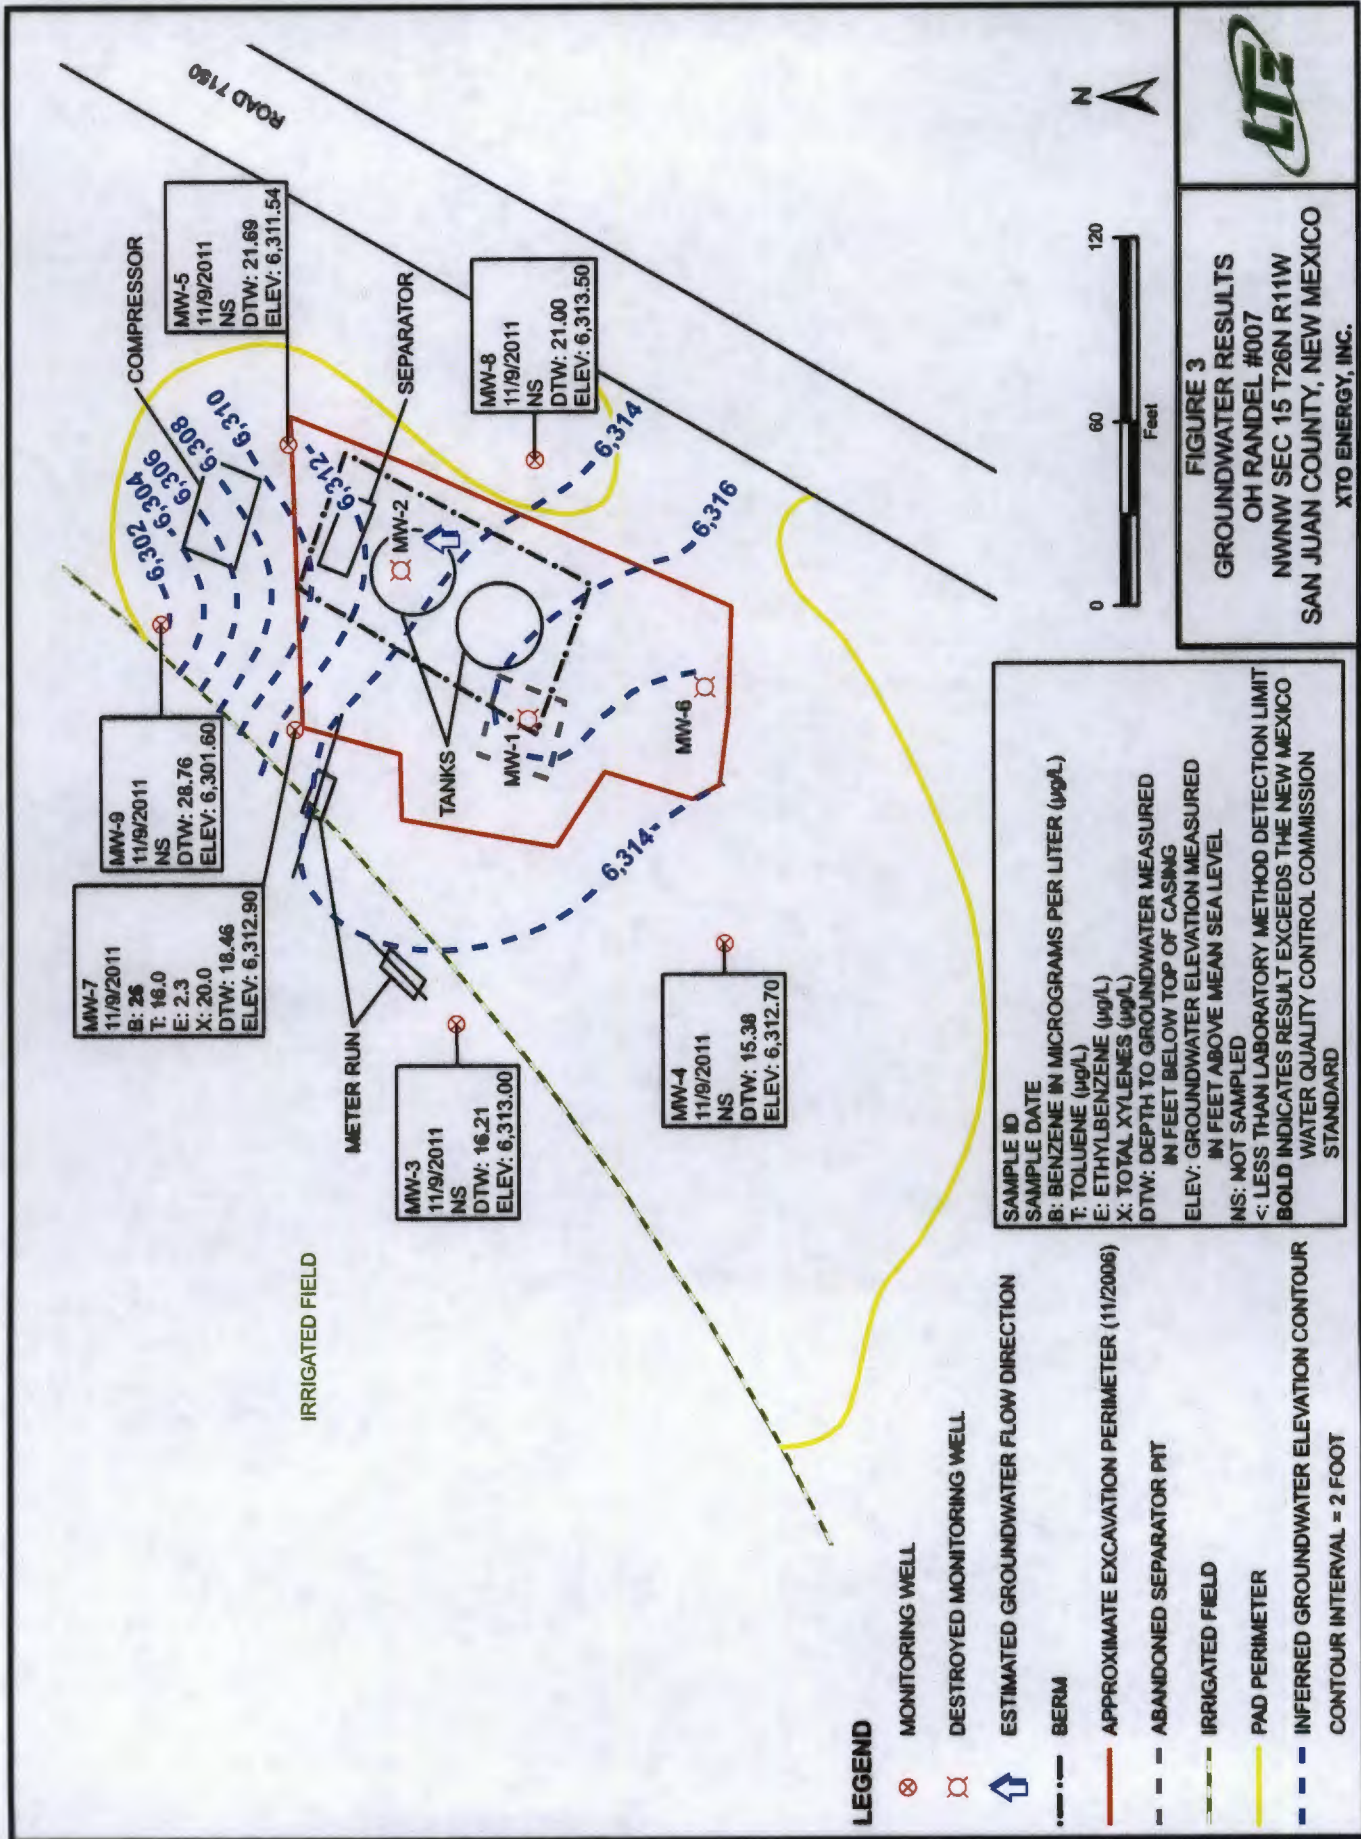 IRRIGATED FIELD
MW-7
11/9/2011
B: 26
T: 16.0
E: 2.3
X: 20.0
DTW: 18.46
ELEV: 6,312.90
MW-9
11/9/2011
NS
DTW: 28.76
ELEV: 6,301.60
COMPRESSOR
MW-5
11/9/2011
NS
DTW: 21.69
ELEV: 6,311.54
ROAD 7150
6,302
6,304
6,306
6,308
6,310
6,312
METER RUN
SEPARATOR
MW-2
TANKS
MW-3
11/9/2011
NS
DTW: 16.21
ELEV: 6,313.00
MW-8
11/9/2011
NS
DTW: 21.00
ELEV: 6,313.50
MW-1
6,314
6,314
6,316
MW-6
MW-4
11/9/2011
NS
DTW: 15.38
ELEV: 6,312.70
LEGEND
MONITORING WELL
DESTROYED MONITORING WELL
ESTIMATED GROUNDWATER FLOW DIRECTION
BERM
APPROXIMATE EXCAVATION PERIMETER (11/2006)
ABANDONED SEPARATOR PIT
IRRIGATED FIELD
PAD PERIMETER
INFERRED GROUNDWATER ELEVATION CONTOUR
CONTOUR INTERVAL = 2 FOOT
SAMPLE ID
SAMPLE DATE
B: BENZENE IN MICROGRAMS PER LITER (µg/L)
T: TOLUENE (µg/L)
E: ETHYLBENZENE (µg/L)
X: TOTAL XYLENES (µg/L)
DTW: DEPTH TO GROUNDWATER MEASURED
IN FEET BELOW TOP OF CASING
ELEV: GROUNDWATER ELEVATION MEASURED
IN FEET ABOVE MEAN SEA LEVEL
NS: NOT SAMPLED
<: LESS THAN LABORATORY METHOD DETECTION LIMIT
BOLD INDICATES RESULT EXCEEDS THE NEW MEXICO
WATER QUALITY CONTROL COMMISSION
STANDARD
N
0 60 120
Feet
FIGURE 3
GROUNDWATER RESULTS
OH RANDEL #007
NWNW SEC 15 T26N R11W
SAN JUAN COUNTY, NEW MEXICO
XTO ENERGY, INC.
LTE